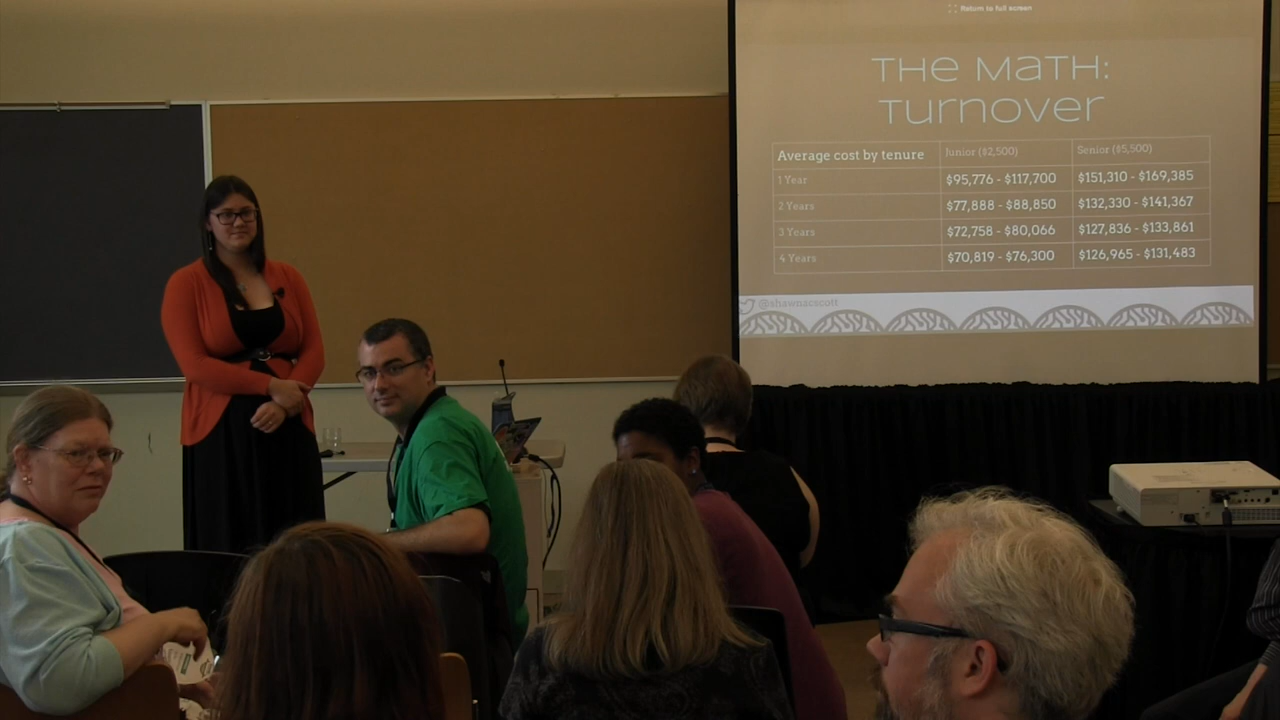 Return to full screen
THE MATH:
TURNOVER
Average cost by tenure Junior ($2,500) Senior ($5,500)
1 Year $95,776 - $117,700 $151,310 - $169,385
2 Years $77,888 - $88,850 $132,330 - $141,367
3 Years $72,758 - $80,066 $127,836 - $133,861
4 Years $70,819 - $76,300 $126,965 - $131,483
@shawnacscott